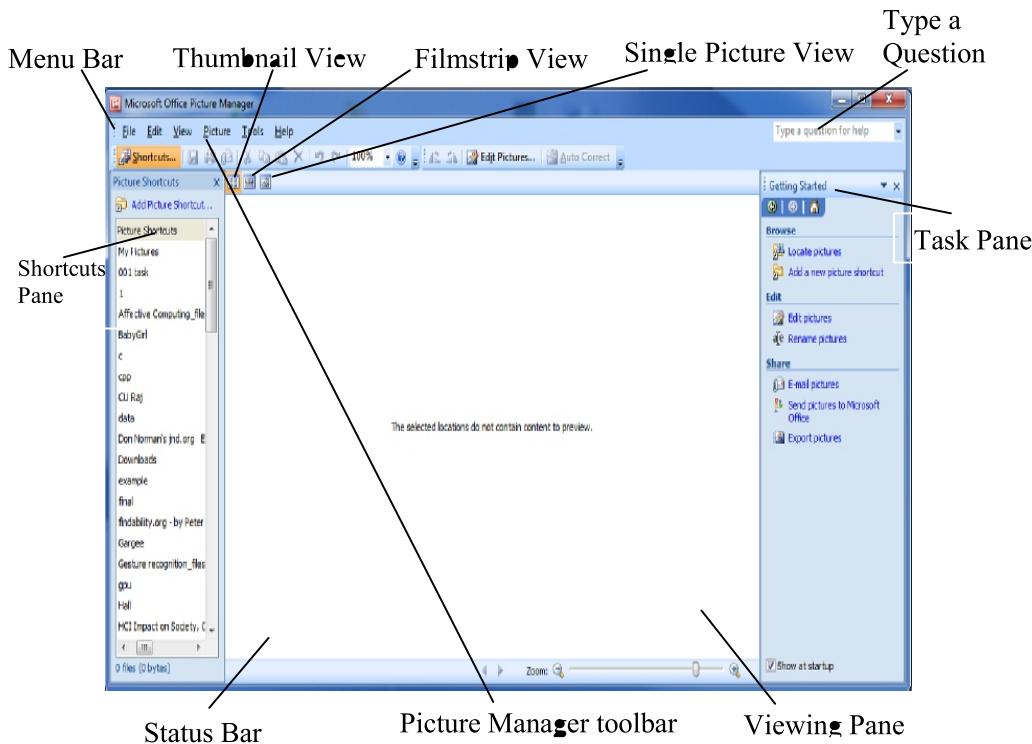 Type a
Question
Menu Bar
Thumbnail View
Filmstrip View
Single Picture View
Microsoft Office Picture Manager
File Edit View Picture Tools Help
Type a question for help
Shortcuts...
100%
Edit Pictures...
Auto Correct
Picture Shortcuts
Getting Started
Add Picture Shortcut...
Picture Shortcuts
My Pictures
001 task
1
Affective Computing_file
BabyGirl
c
cpp
CU Raj
data
Don Norman's jnd.org E
Downloads
example
final
findability.org - by Peter
Gargee
Gesture recognition_files
gpu
Hall
HCI Impact on Society, C
0 files (0 bytes)
Shortcuts
Pane
The selected locations do not contain content to preview.
Zoom:
Browse
Locate pictures
Add a new picture shortcut
Edit
Edit pictures
Rename pictures
Share
E-mail pictures
Send pictures to Microsoft
Office
Export pictures
Show at startup
Task Pane
Status Bar
Picture Manager toolbar
Viewing Pane